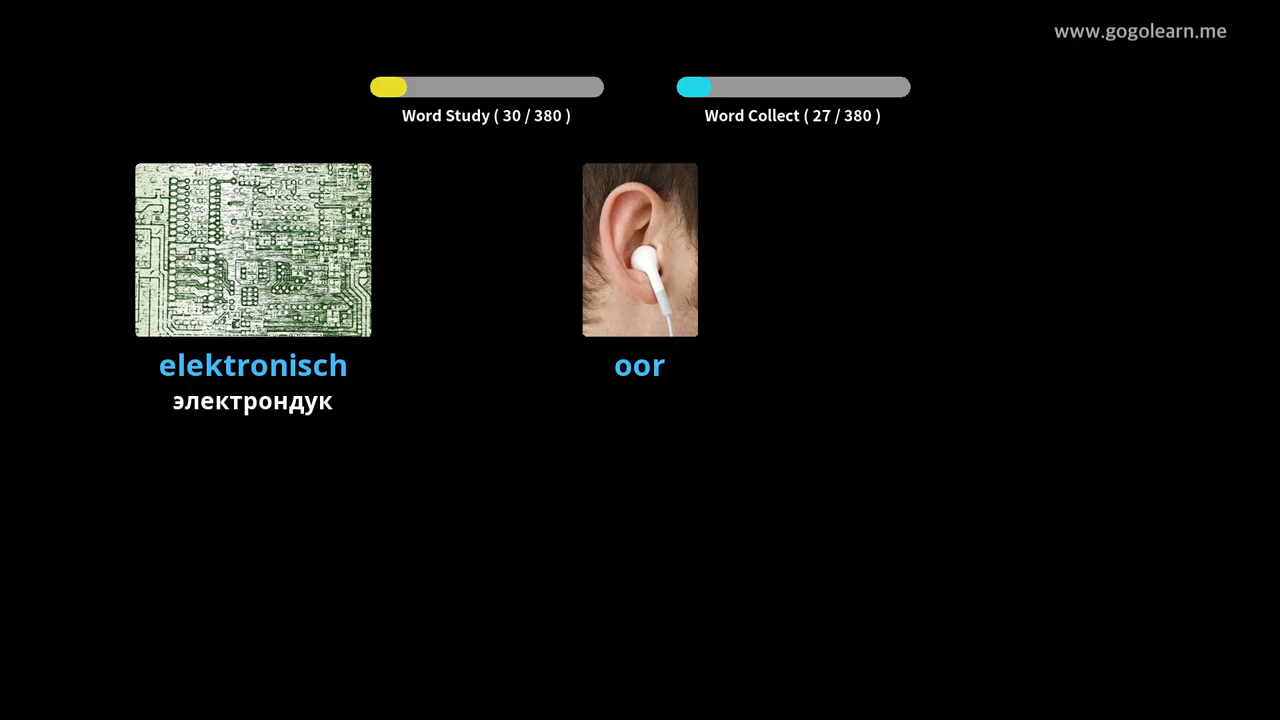 www.gogolearn.me
Word Study ( 30 / 380 )
Word Collect ( 27 / 380 )
elektronisch
электрондук
oor